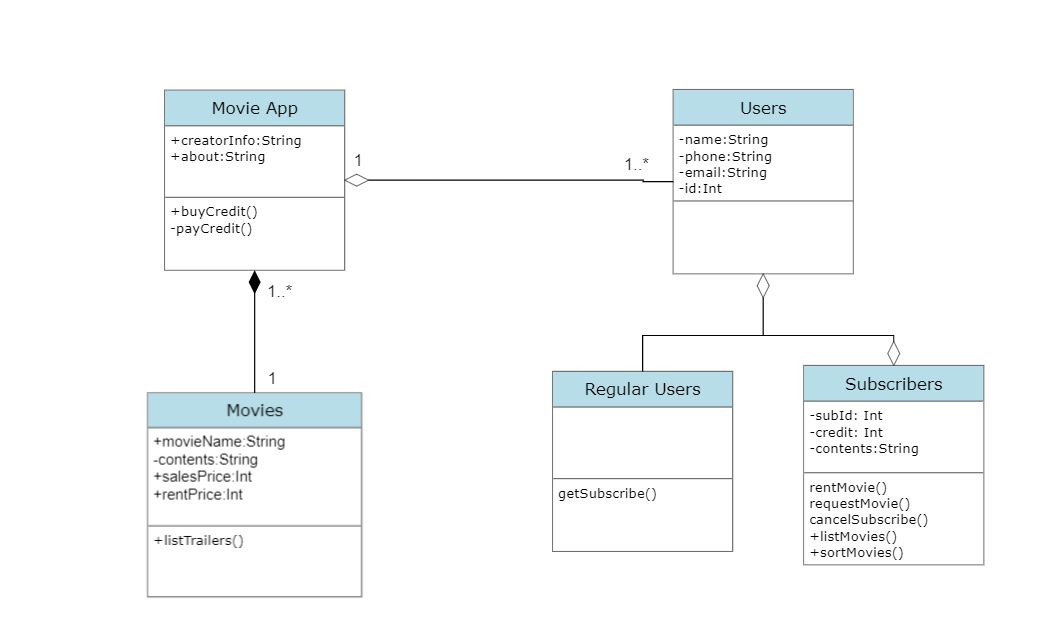 Movie App
+creatorInfo:String
+about:String
+buyCredit()
-payCredit()
1
1..*
Users
-name:String
-phone:String
-email:String
-id:Int
1..*
1
Movies
+movieName:String
-contents:String
+salesPrice:Int
+rentPrice:Int
+listTrailers()
Regular Users
getSubscribe()
Subscribers
-subId: Int
-credit: Int
-contents:String
rentMovie()
requestMovie()
cancelSubscribe()
+listMovies()
+sortMovies()